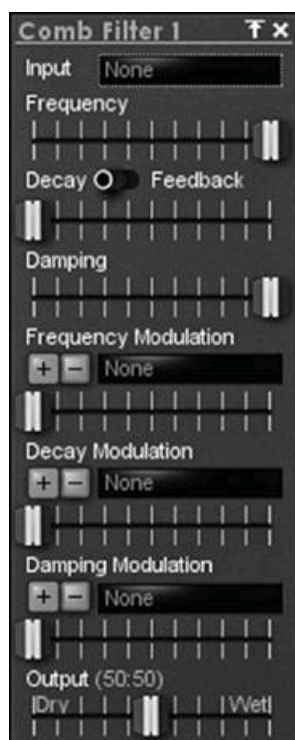 Comb Filter 1
Input None
Frequency
Decay Feedback
Damping
Frequency Modulation
+ - None
Decay Modulation
+ - None
Damping Modulation
+ - None
Output (50:50)
Dry Wet